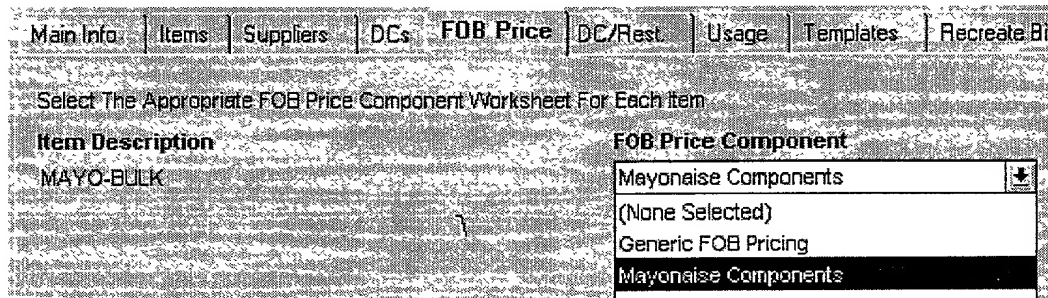 Main Info Items Suppliers DCs FOB Price DC/Rest. Usage Templates Recreate Bi
Select The Appropriate FOB Price Component Worksheet For Each Item
Item Description FOB Price Component
MAYO-BULK Mayonaise Components
(None Selected)
Generic FOB Pricing
Mayonaise Components